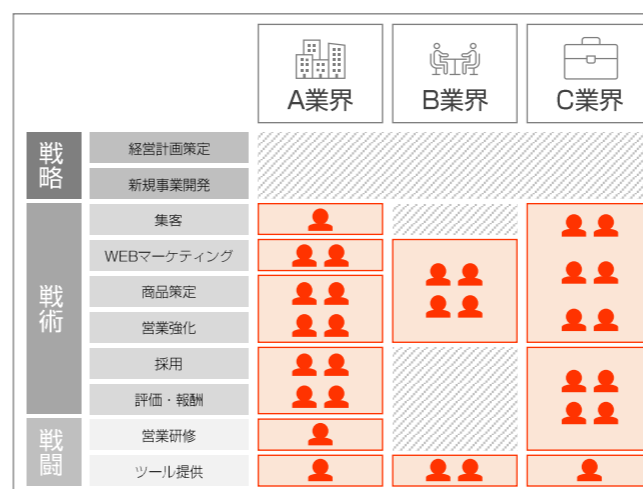 A業界
B業界
C業界
戦略
経営計画策定
新規事業開発
戦術
集客
WEBマーケティング
商品策定
営業強化
採用
評価・報酬
戦闘
営業研修
ツール提供